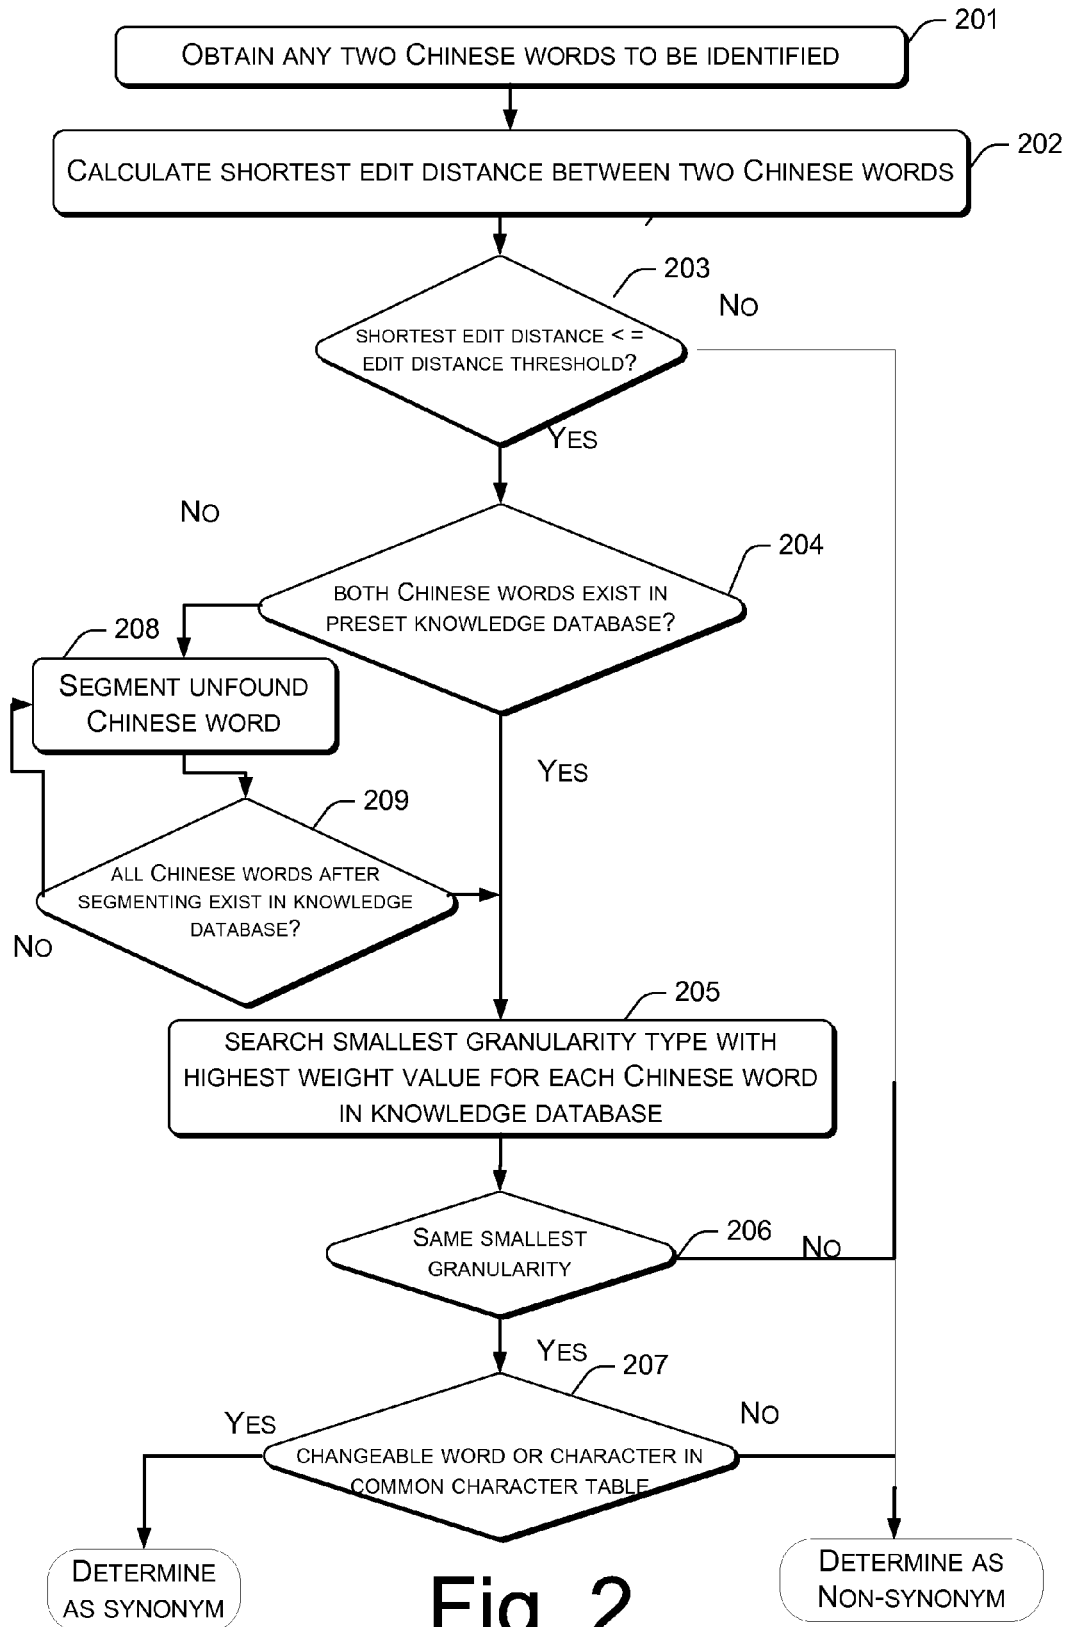 201
OBTAIN ANY TWO CHINESE WORDS TO BE IDENTIFIED
202
CALCULATE SHORTEST EDIT DISTANCE BETWEEN TWO CHINESE WORDS
203
NO
SHORTEST EDIT DISTANCE < =
EDIT DISTANCE THRESHOLD?
YES
NO
204
BOTH CHINESE WORDS EXIST IN
PRESET KNOWLEDGE DATABASE?
208
SEGMENT UNFOUND
CHINESE WORD
YES
209
ALL CHINESE WORDS AFTER
SEGMENTING EXIST IN KNOWLEDGE
DATABASE?
NO
205
SEARCH SMALLEST GRANULARITY TYPE WITH
HIGHEST WEIGHT VALUE FOR EACH CHINESE WORD
IN KNOWLEDGE DATABASE
206
SAME SMALLEST
GRANULARITY
NO
YES
207
YES
NO
CHANGEABLE WORD OR CHARACTER IN
COMMON CHARACTER TABLE
DETERMINE
AS SYNONYM
DETERMINE AS
NON-SYNONYM
Fig. 2